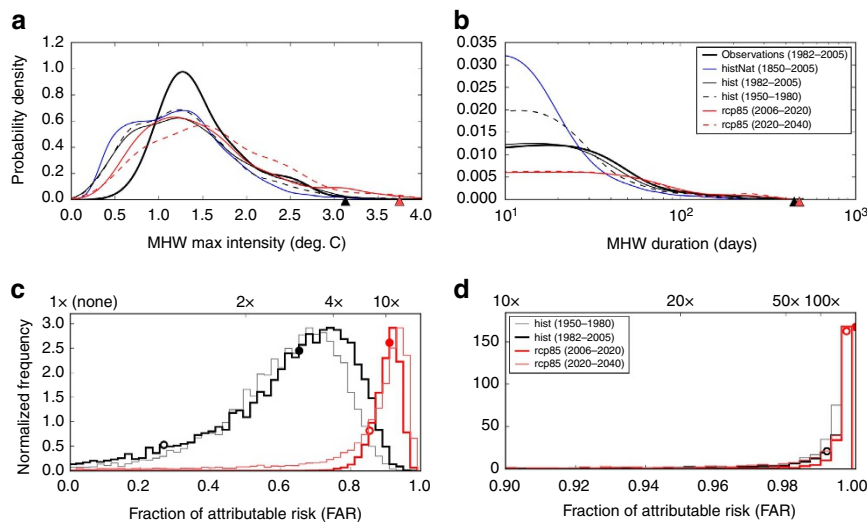 a
b
1.2
1.0
0.8
0.6
0.4
0.2
0.0
Probability density
0.0 0.5 1.0 1.5 2.0 2.5 3.0 3.5 4.0
MHW max intensity (deg. C)
0.035
0.030
0.025
0.020
0.015
0.010
0.005
0.000
Observations (1982–2005)
histNat (1850–2005)
hist (1982–2005)
hist (1950–1980)
rcp85 (2006–2020)
rcp85 (2020–2040)
10¹ 10² 10³
MHW duration (days)
c
d
1× (none) 2× 4× 10×
3.0
2.5
2.0
1.5
1.0
0.5
0.0
Normalized frequency
0.0 0.2 0.4 0.6 0.8 1.0
Fraction of attributable risk (FAR)
10× 20× 50× 100×
150
100
50
0
hist (1950–1980)
hist (1982–2005)
rcp85 (2006–2020)
rcp85 (2020–2040)
0.90 0.92 0.94 0.96 0.98 1.00
Fraction of attributable risk (FAR)